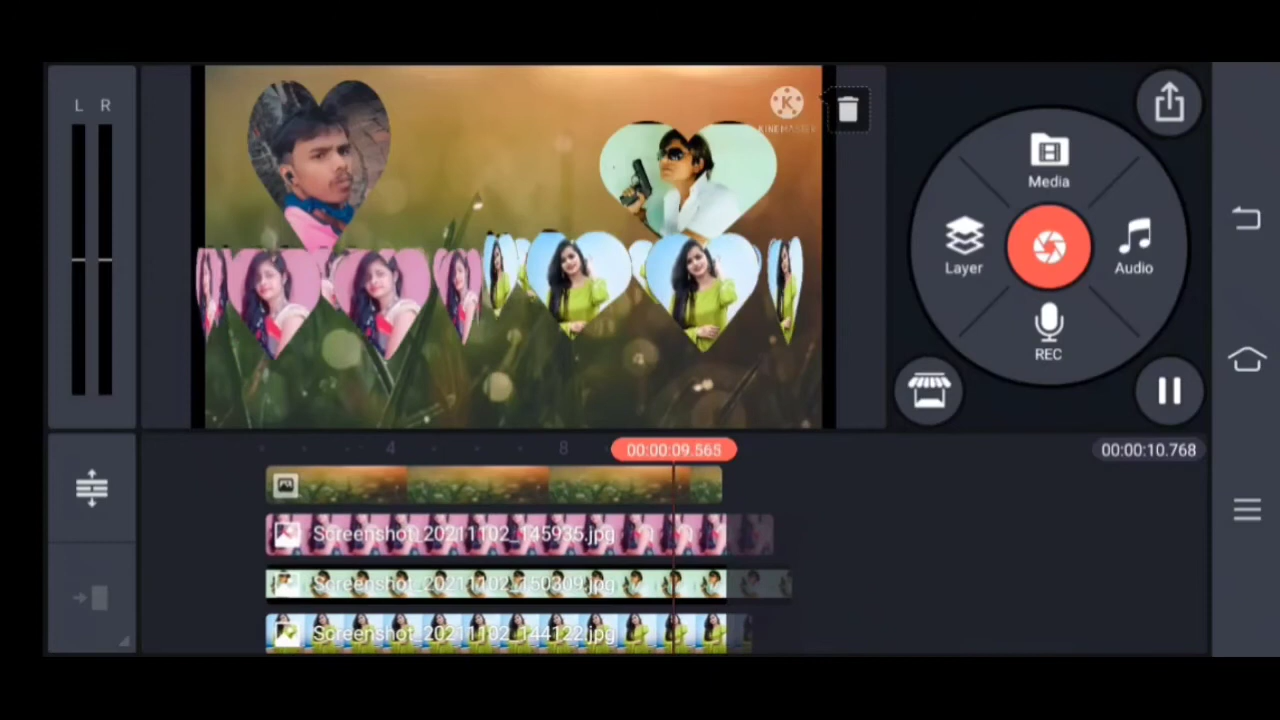 L R
KINEMASTER
Media
Layer
Audio
REC
4
8
00:00:09.565
00:00:10.768
Screenshot_20211102_145935.jpg
Screenshot_20211102_150309.jpg
Screenshot_20211102_144122.jpg